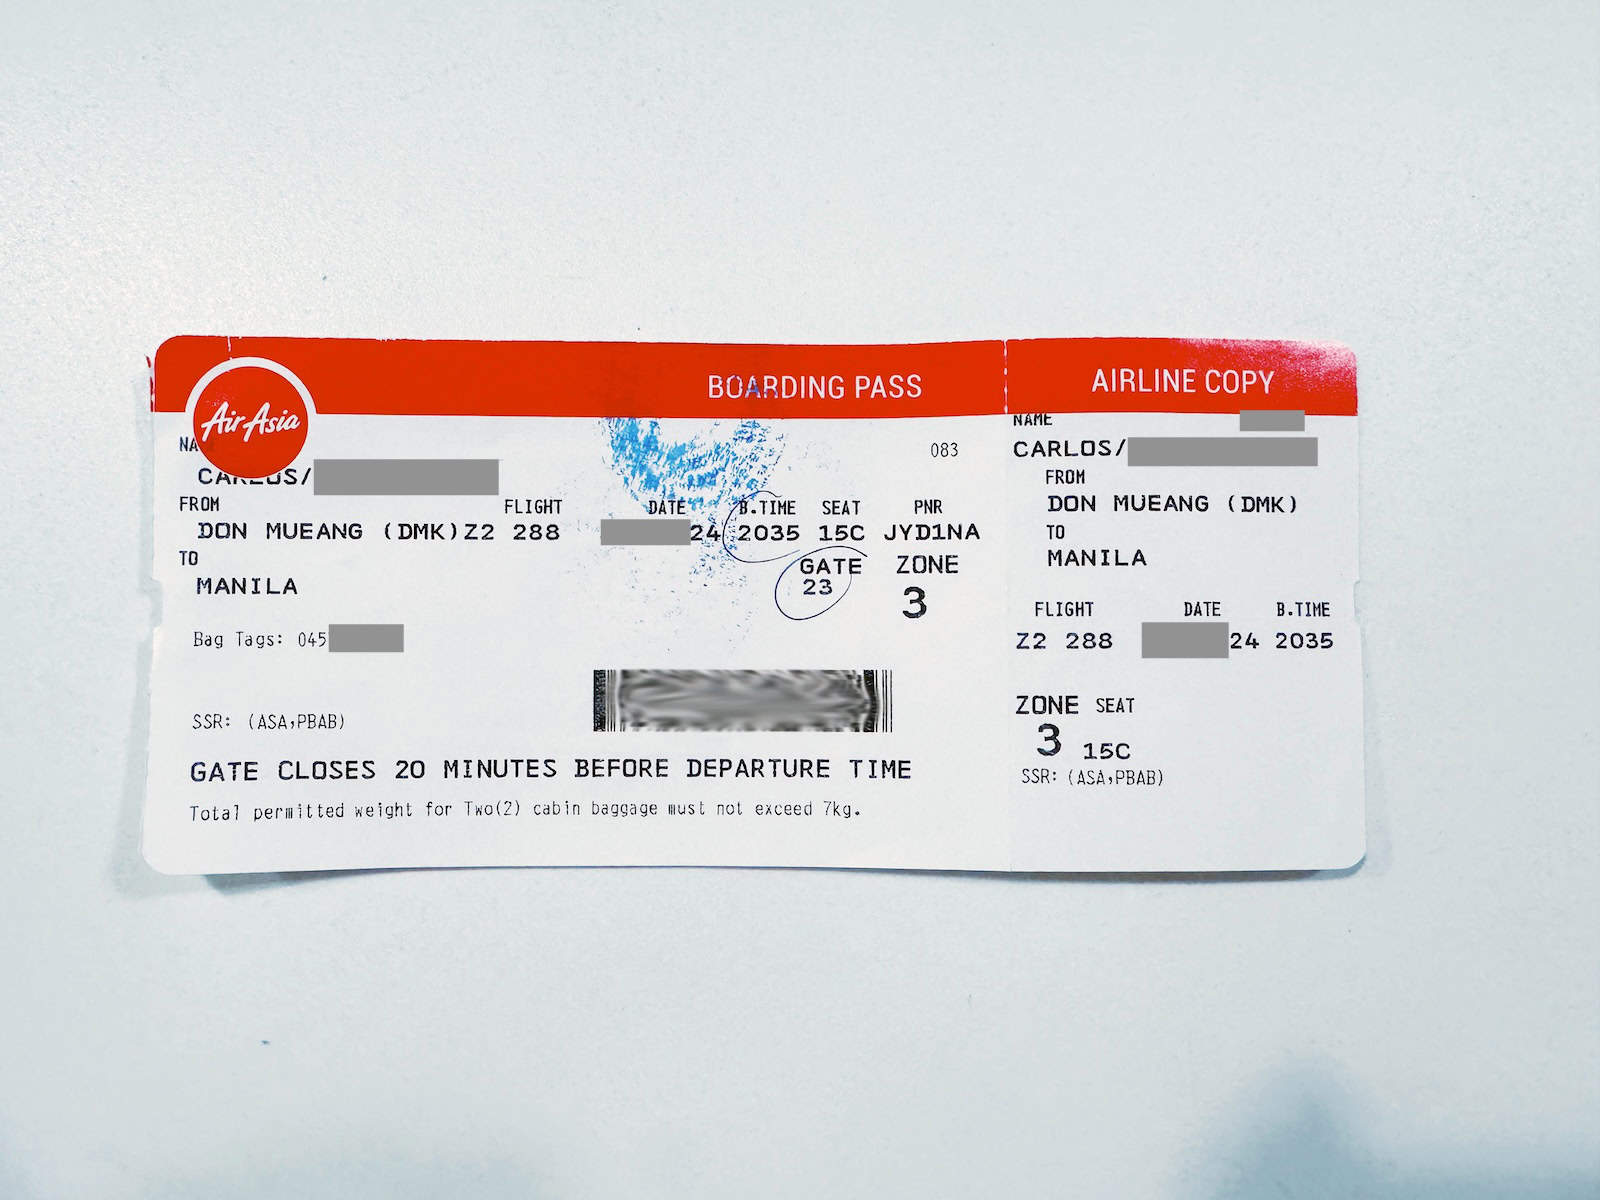 BOARDING PASS
AirAsia
083
NA
CARLOS/
FROM FLIGHT DATE B.TIME SEAT PNR
DON MUEANG (DMK)Z2 288 24 2035 15C JYD1NA
TO GATE ZONE
MANILA 23 3
Bag Tags: 045
SSR: (ASA,PBAB)
GATE CLOSES 20 MINUTES BEFORE DEPARTURE TIME
Total permitted weight for Two(2) cabin baggage must not exceed 7kg.
AIRLINE COPY
NAME
CARLOS/
FROM
DON MUEANG (DMK)
TO
MANILA
FLIGHT DATE B.TIME
Z2 288 24 2035
ZONE SEAT
3 15C
SSR: (ASA,PBAB)